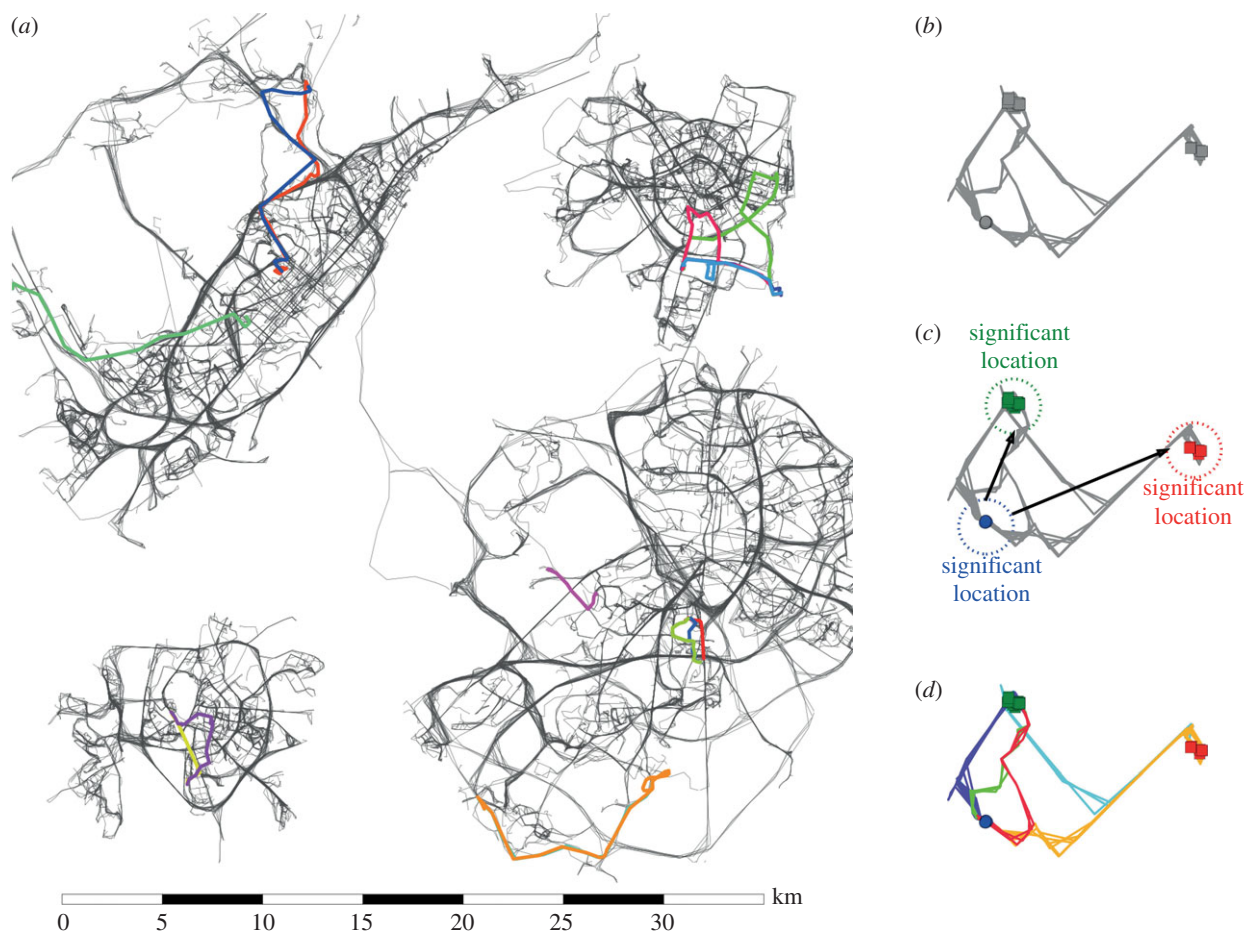 (a)
0 5 10 15 20 25 30 km
(b)
(c)
significant
location
significant
location
significant
location
(d)